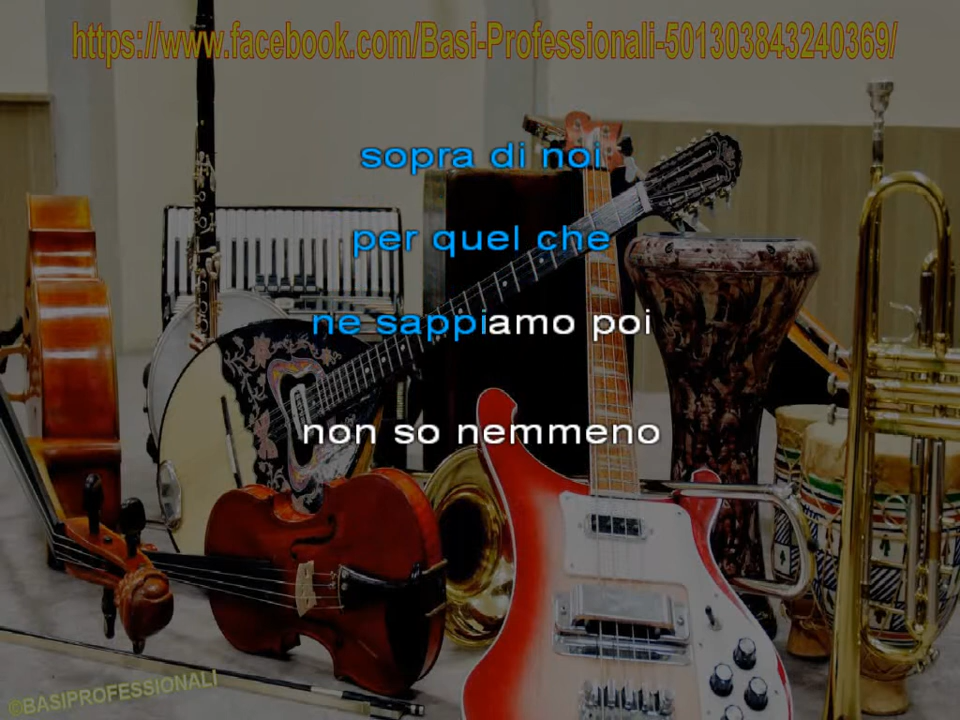 https://www.facebook.com/Basi-Professionali-501303843240369/
sopra di noi
per quel che
ne sappiamo poi
non so nemmeno
©BASIPROFESSIONALI